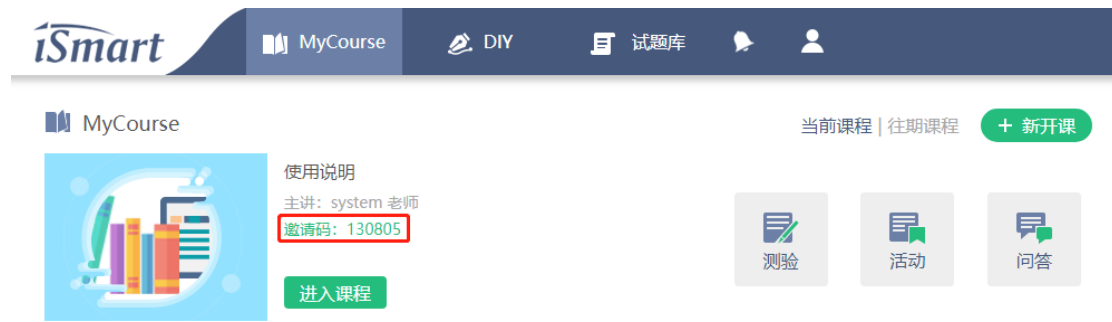 iSmart MyCourse DIY 试题库
MyCourse
当前课程 | 往期课程 + 新开课
使用说明
主讲：system 老师
邀请码：130805
进入课程
测验 活动 问答